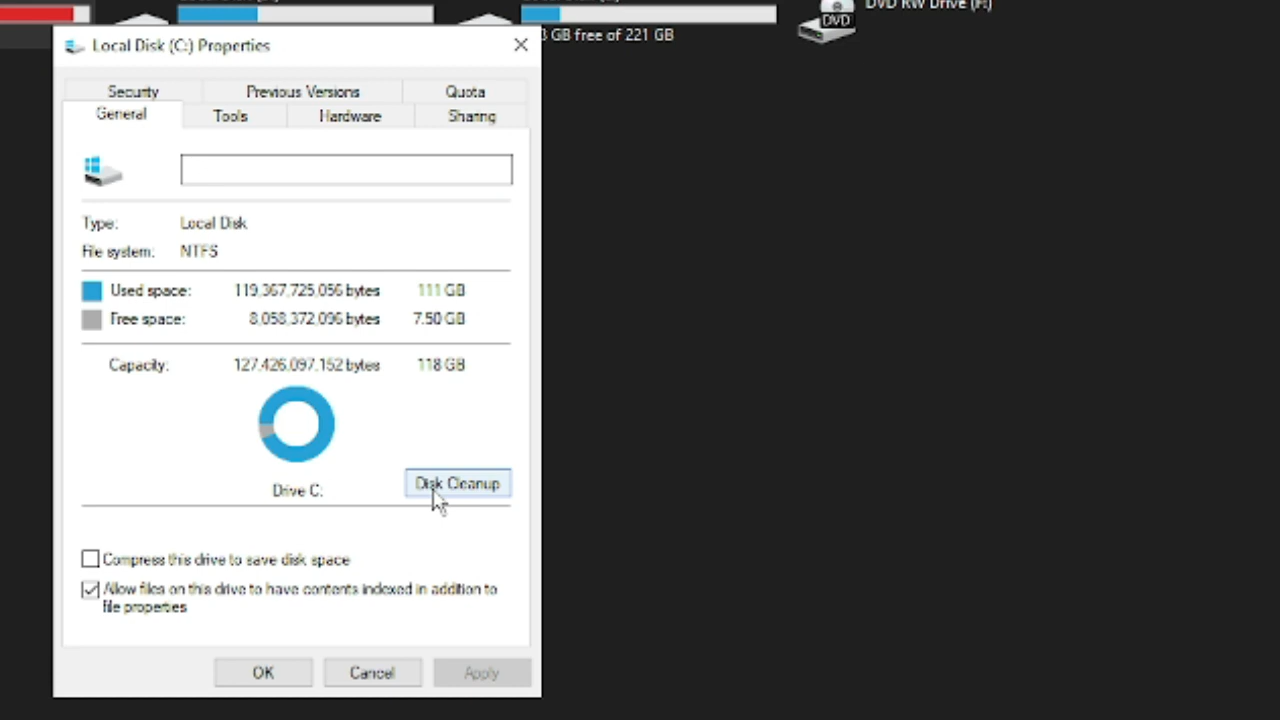 DVD RW Drive (F:)
GB free of 221 GB
Local Disk (C:) Properties
Security Previous Versions Quota
General Tools Hardware Sharing
Type: Local Disk
File system: NTFS
Used space: 119,367,725,056 bytes 111 GB
Free space: 8,058,372,096 bytes 7.50 GB
Capacity: 127,426,097,152 bytes 118 GB
Drive C: Disk Cleanup
Compress this drive to save disk space
Allow files on this drive to have contents indexed in addition to
file properties
OK Cancel Apply
DVD